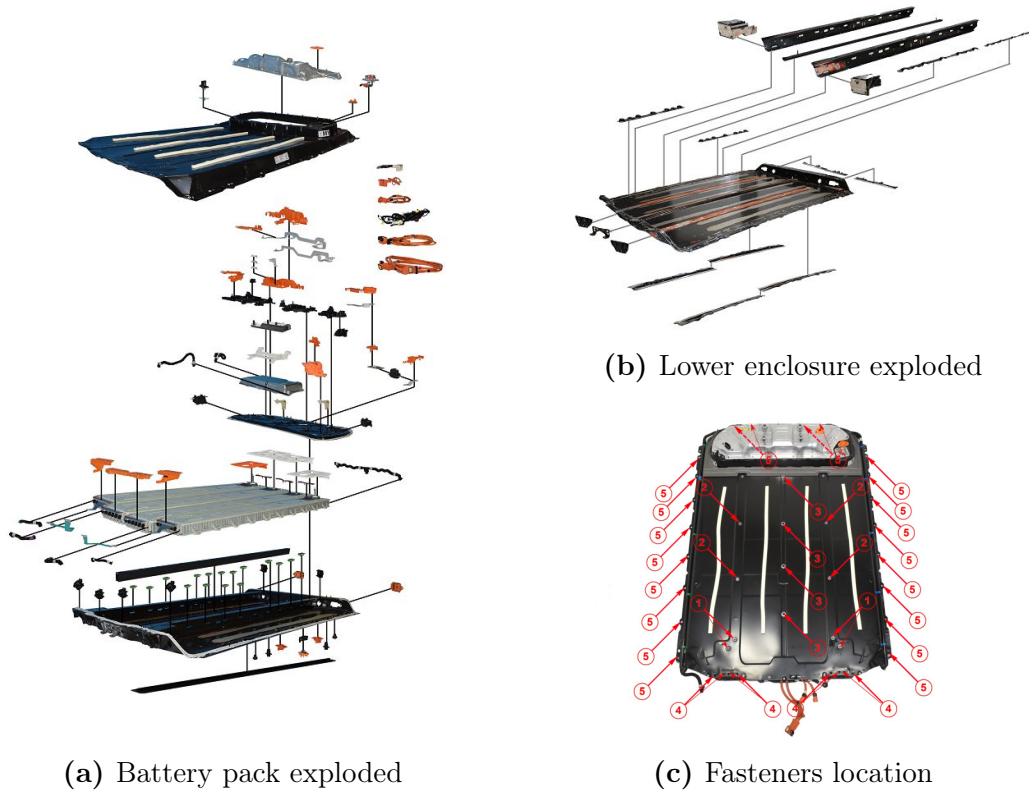 (b) Lower enclosure exploded
5 5
5 2 2 5
5 3 5
5 5
5 2 3 2 5
5 3 5
1
5 1 5
3
5 5
5 5
4 4 4 4
(a) Battery pack exploded
(c) Fasteners location